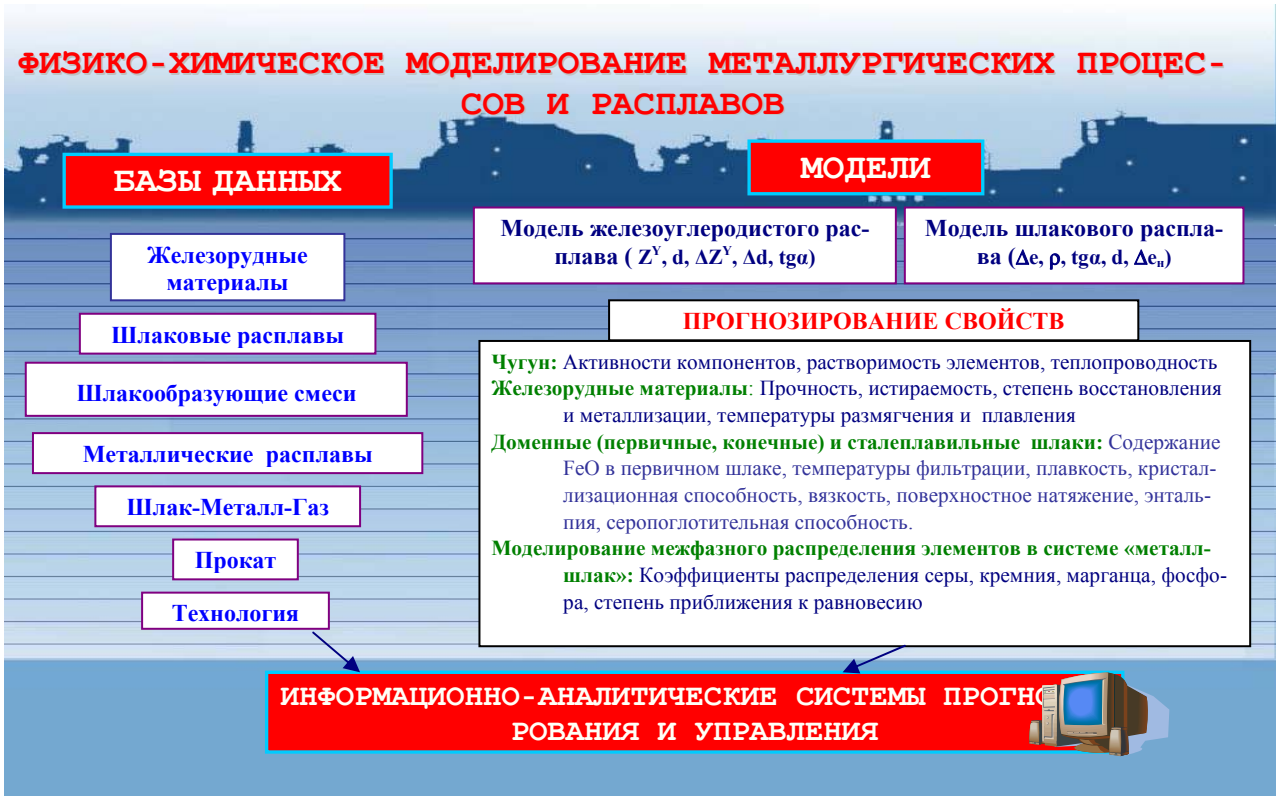 ФИЗИКО-ХИМИЧЕСКОЕ МОДЕЛИРОВАНИЕ МЕТАЛЛУРГИЧЕСКИХ ПРОЦЕС-
СОВ И РАСПЛАВОВ
БАЗЫ ДАННЫХ
Железорудные
материалы
Шлаковые расплавы
Шлакообразующие смеси
Металлические расплавы
Шлак-Металл-Газ
Прокат
Технология
МОДЕЛИ
Модель железоуглеродистого рас-
плава ( Zʸ, d, ΔZʸ, Δd, tgα)
Модель шлакового распла-
ва (Δe, ρ, tgα, d, Δeн)
ПРОГНОЗИРОВАНИЕ СВОЙСТВ
Чугун: Активности компонентов, растворимость элементов, теплопроводность
Железорудные материалы: Прочность, истираемость, степень восстановления
и металлизации, температуры размягчения и плавления
Доменные (первичные, конечные) и сталеплавильные шлаки: Содержание
FeO в первичном шлаке, температуры фильтрации, плавкость, кристал-
лизационная способность, вязкость, поверхностное натяжение, энталь-
пия, серопоглотительная способность.
Моделирование межфазного распределения элементов в системе «металл-
шлак»: Коэффициенты распределения серы, кремния, марганца, фосфо-
ра, степень приближения к равновесию
ИНФОРМАЦИОННО-АНАЛИТИЧЕСКИЕ СИСТЕМЫ
РОВАНИЯ И УПРАВЛЕНИЯ